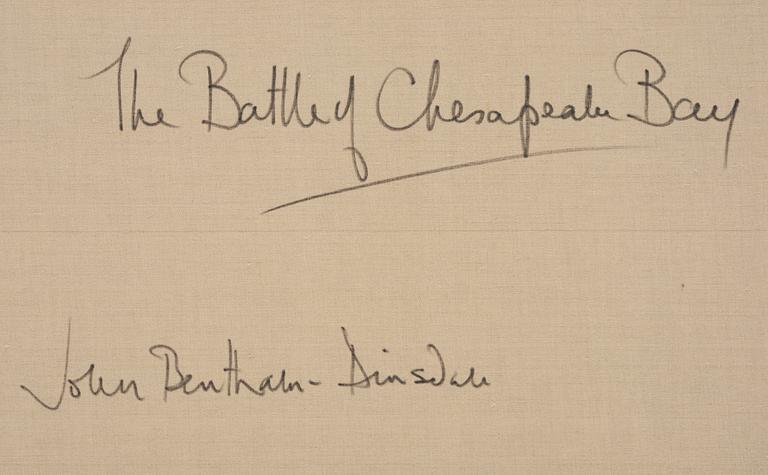 The Battle of Chesapeake Bay
John Bentham-Dinsdale